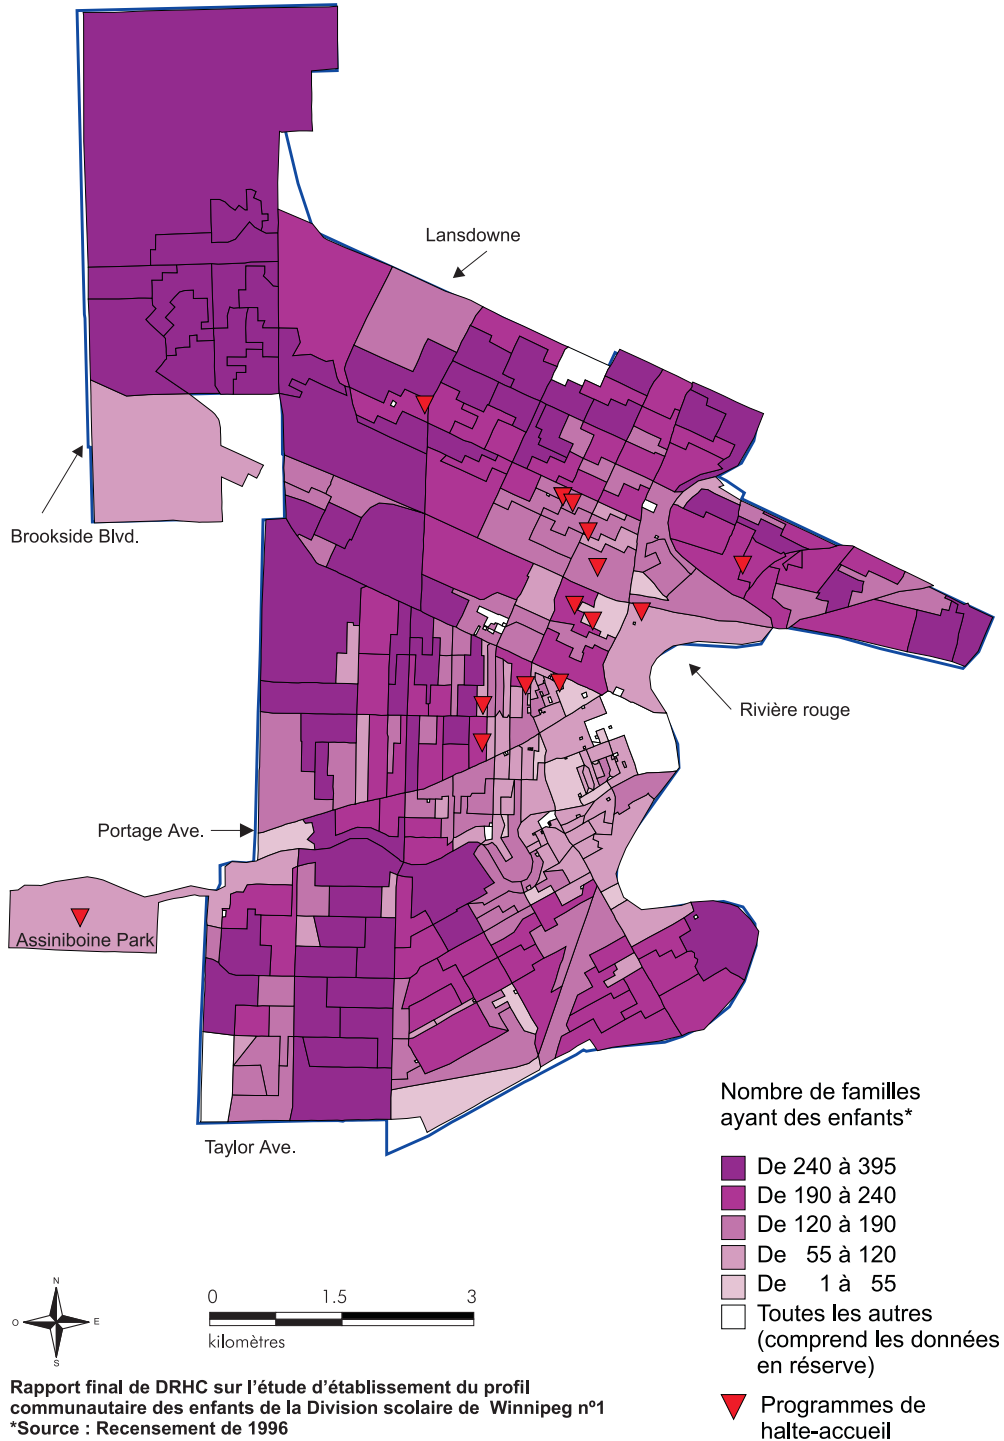 Lansdowne
Brookside Blvd.
Rivière rouge
Portage Ave.
Assiniboine Park
Taylor Ave.
Nombre de familles
ayant des enfants*
De 240 à 395
De 190 à 240
De 120 à 190
De 55 à 120
De 1 à 55
Toutes les autres
(comprend les données
en réserve)
Programmes de
halte-accueil
N
O
E
S
0 1.5 3
kilomètres
Rapport final de DRHC sur l'étude d'établissement du profil
communautaire des enfants de la Division scolaire de Winnipeg nº1
*Source : Recensement de 1996